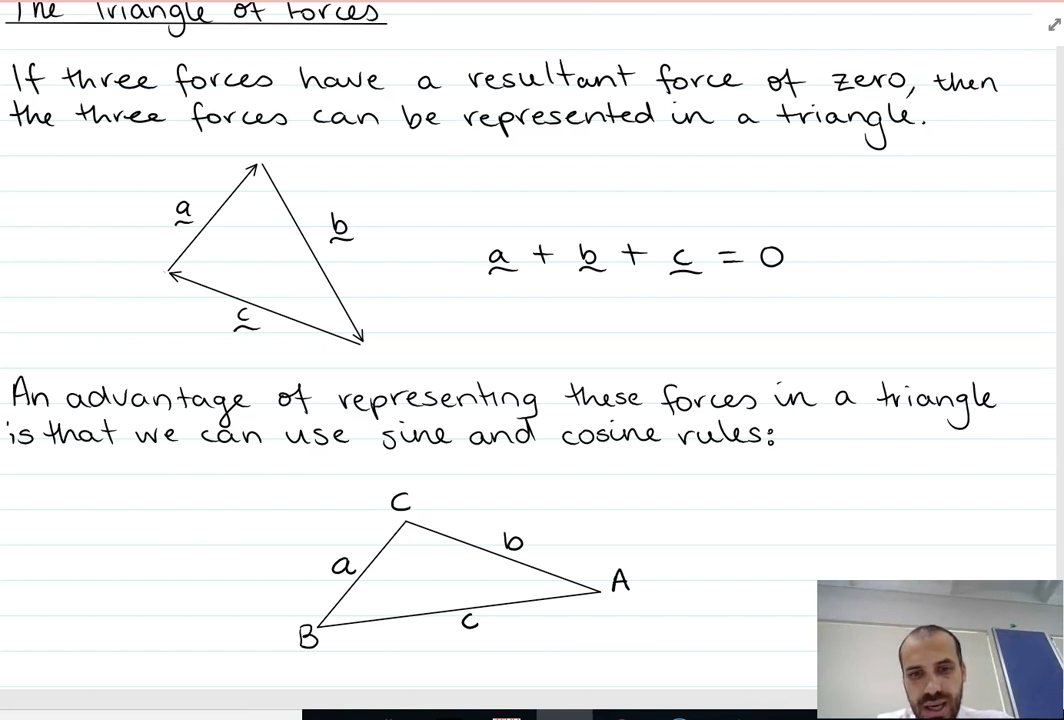 The Triangle of Forces
If three forces have a resultant force of zero, then
the three forces can be represented in a triangle.
a
b
a + b + c = 0
c
An advantage of representing these forces in a triangle
is that we can use sine and cosine rules:
C
b
a
A
c
B